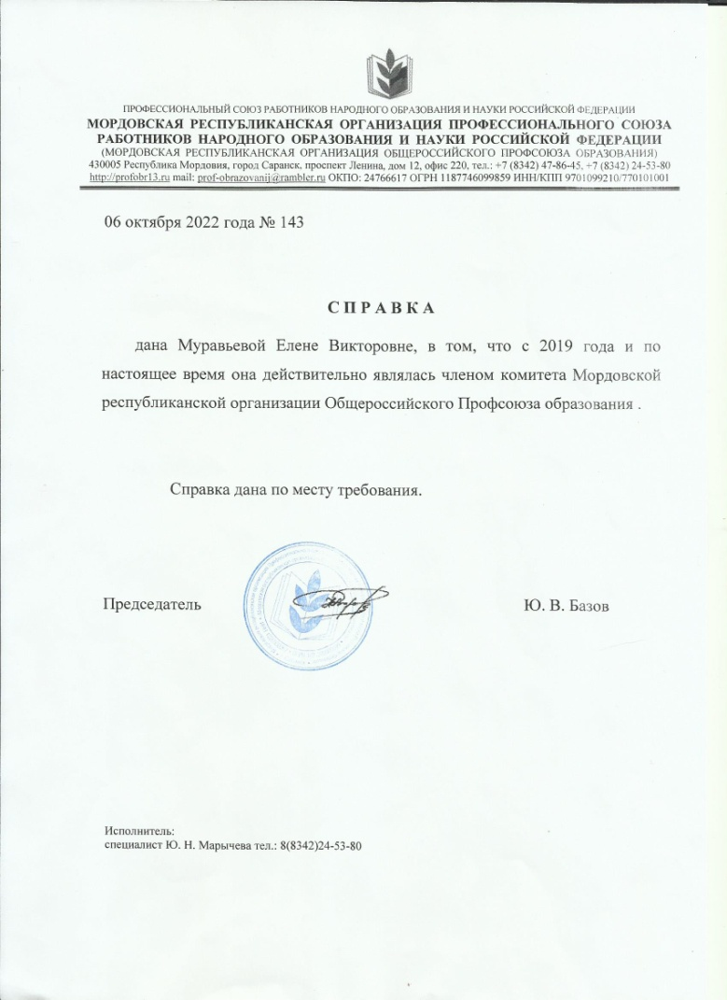 ПРОФЕССИОНАЛЬНЫЙ СОЮЗ РАБОТНИКОВ НАРОДНОГО ОБРАЗОВАНИЯ И НАУКИ РОССИЙСКОЙ ФЕДЕРАЦИИ
МОРДОВСКАЯ РЕСПУБЛИКАНСКАЯ ОРГАНИЗАЦИЯ ПРОФЕССИОНАЛЬНОГО СОЮЗА
РАБОТНИКОВ НАРОДНОГО ОБРАЗОВАНИЯ И НАУКИ РОССИЙСКОЙ ФЕДЕРАЦИИ
(МОРДОВСКАЯ РЕСПУБЛИКАНСКАЯ ОРГАНИЗАЦИЯ ОБЩЕРОССИЙСКОГО ПРОФСОЮЗА ОБРАЗОВАНИЯ)
430005 Республика Мордовия, город Саранск, проспект Ленина, дом 12, офис 220, тел.: +7 (8342) 47-86-45, +7 (8342) 24-53-80
http://profobr13.ru mail: prof-obrazovanij@rambler.ru ОКПО: 24766617 ОГРН 1187746099859 ИНН/КПП 9701099210/770101001
06 октября 2022 года № 143
С П Р А В К А
дана Муравьевой Елене Викторовне, в том, что с 2019 года и по
настоящее время она действительно являлась членом комитета Мордовской
республиканской организации Общероссийского Профсоюза образования .
Справка дана по месту требования.
Председатель Ю. В. Базов
Исполнитель:
специалист Ю. Н. Марычева тел.: 8(8342)24-53-80